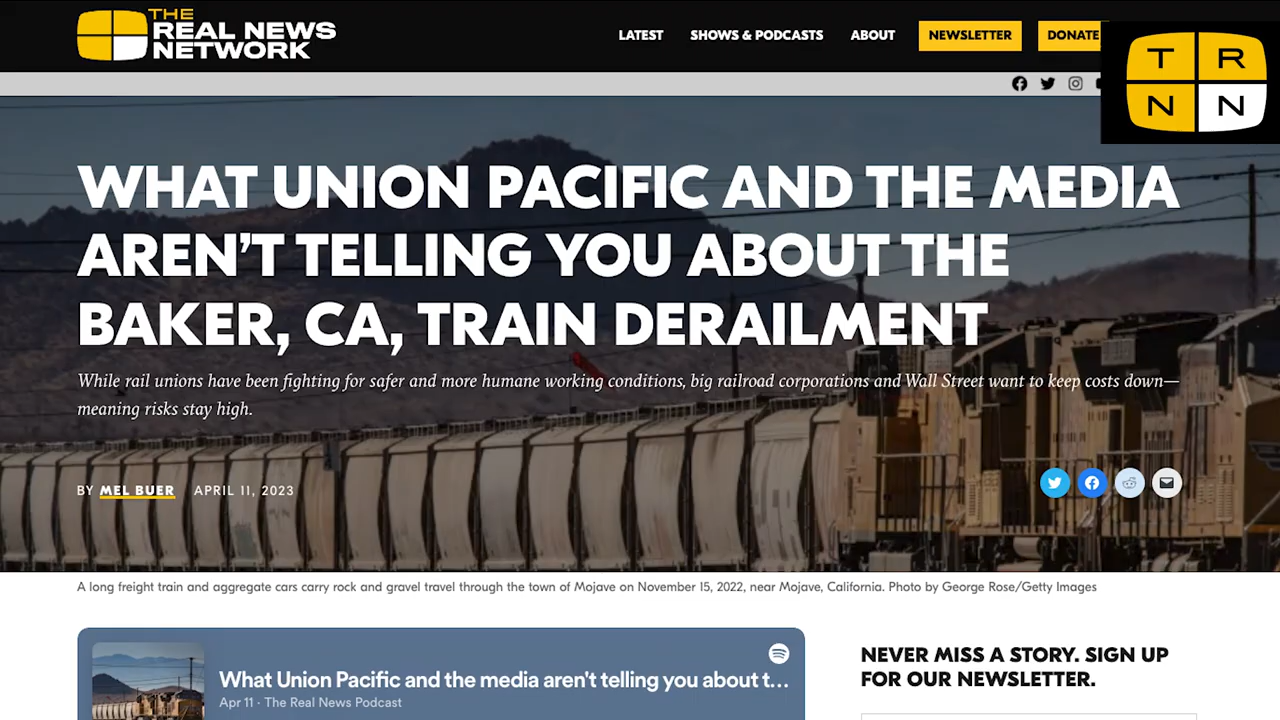 THE
REAL NEWS
NETWORK
LATEST SHOWS & PODCASTS ABOUT NEWSLETTER DONATE
T R
N N
WHAT UNION PACIFIC AND THE MEDIA
AREN'T TELLING YOU ABOUT THE
BAKER, CA, TRAIN DERAILMENT
While rail unions have been fighting for safer and more humane working conditions, big railroad corporations and Wall Street want to keep costs down—
meaning risks stay high.
BY MEL BUER APRIL 11, 2023
A long freight train and aggregate cars carry rock and gravel travel through the town of Mojave on November 15, 2022, near Mojave, California. Photo by George Rose/Getty Images
What Union Pacific and the media aren't telling you about t...
Apr 11 · The Real News Podcast
NEVER MISS A STORY. SIGN UP
FOR OUR NEWSLETTER.